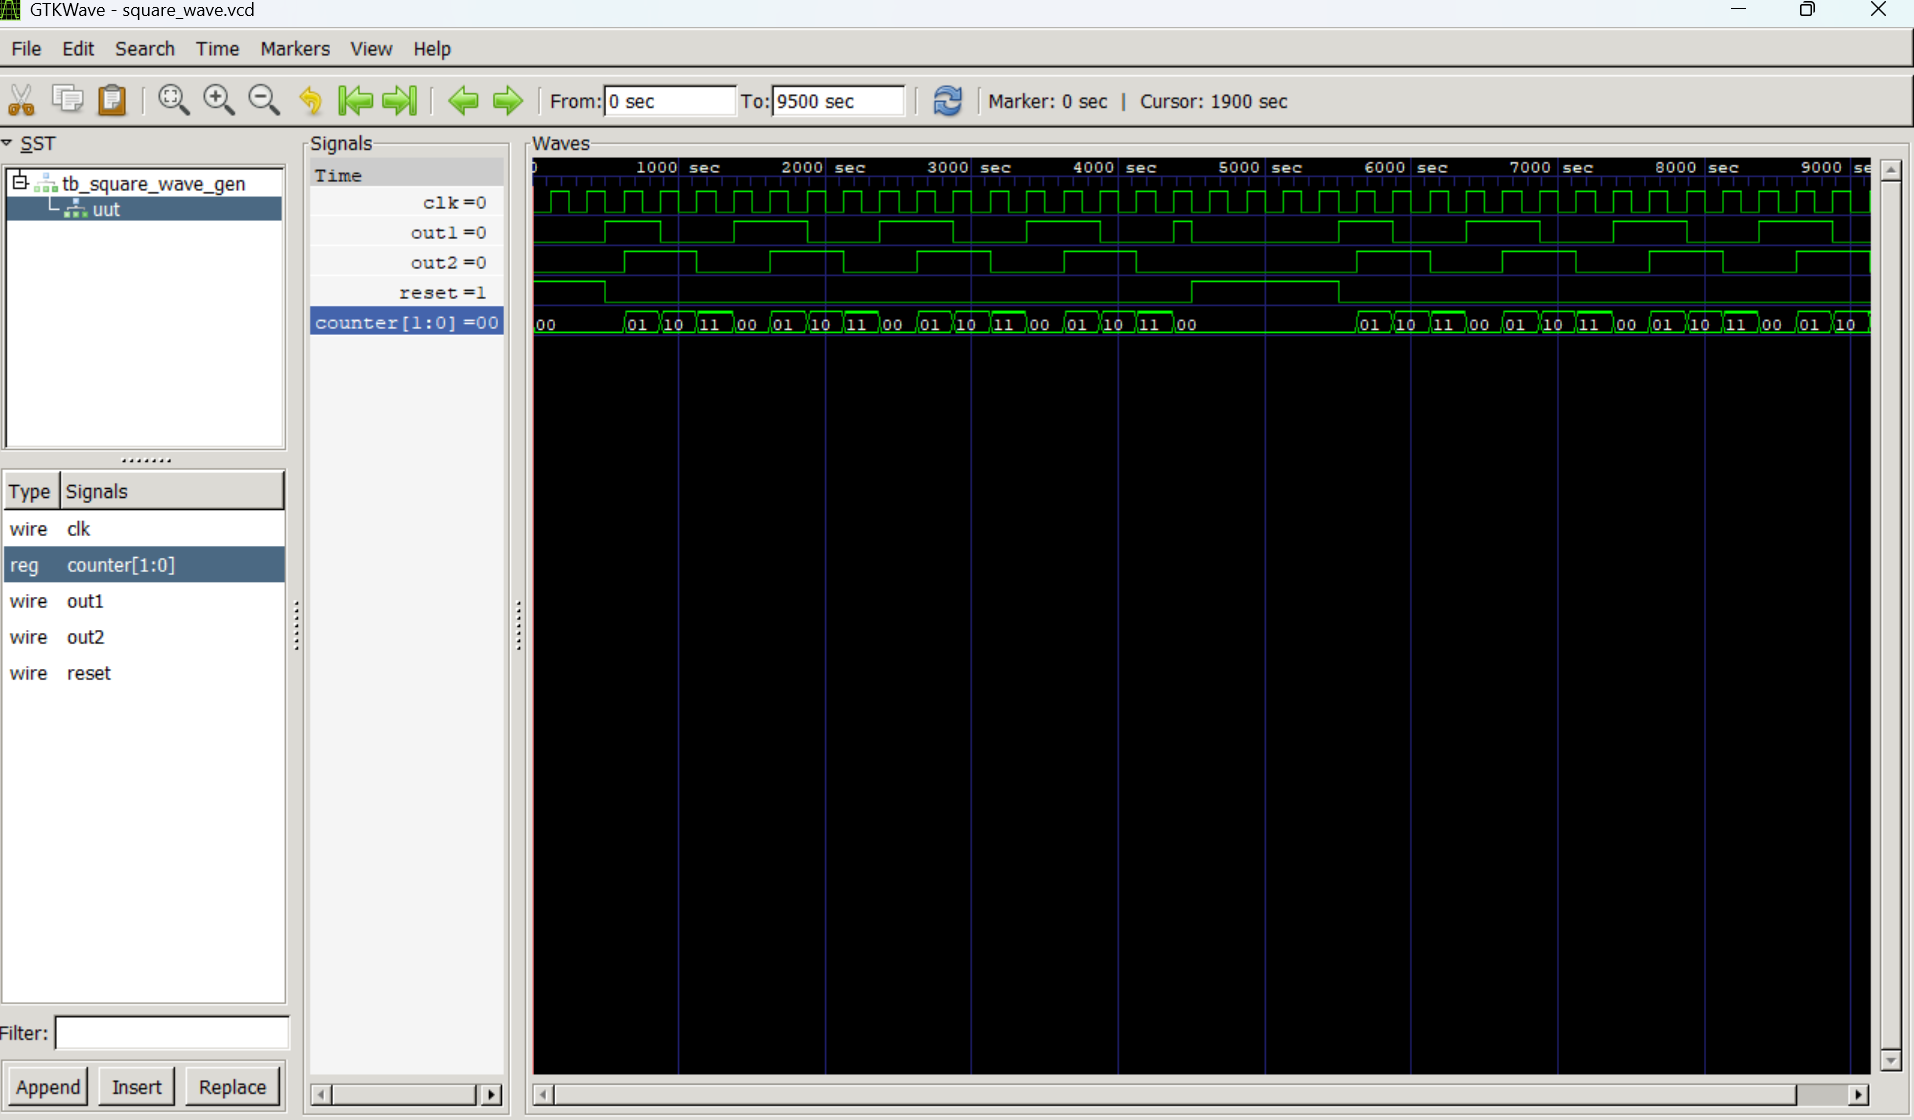 GTKWave - square_wave.vcd
File Edit Search Time Markers View Help
From: 0 sec To: 9500 sec Marker: 0 sec | Cursor: 1900 sec
SST
tb_square_wave_gen
uut
Type Signals
wire clk
reg counter[1:0]
wire out1
wire out2
wire reset
Filter:
Append Insert Replace
Signals
Time
clk=0
out1=0
out2=0
reset=1
counter[1:0]=00
Waves
0 1000 sec 2000 sec 3000 sec 4000 sec 5000 sec 6000 sec 7000 sec 8000 sec 9000 se
00 01 10 11 00 01 10 11 00 01 10 11 00 01 10 11 00 01 10 11 00 01 10 11 00 01 10 11 00 01 10